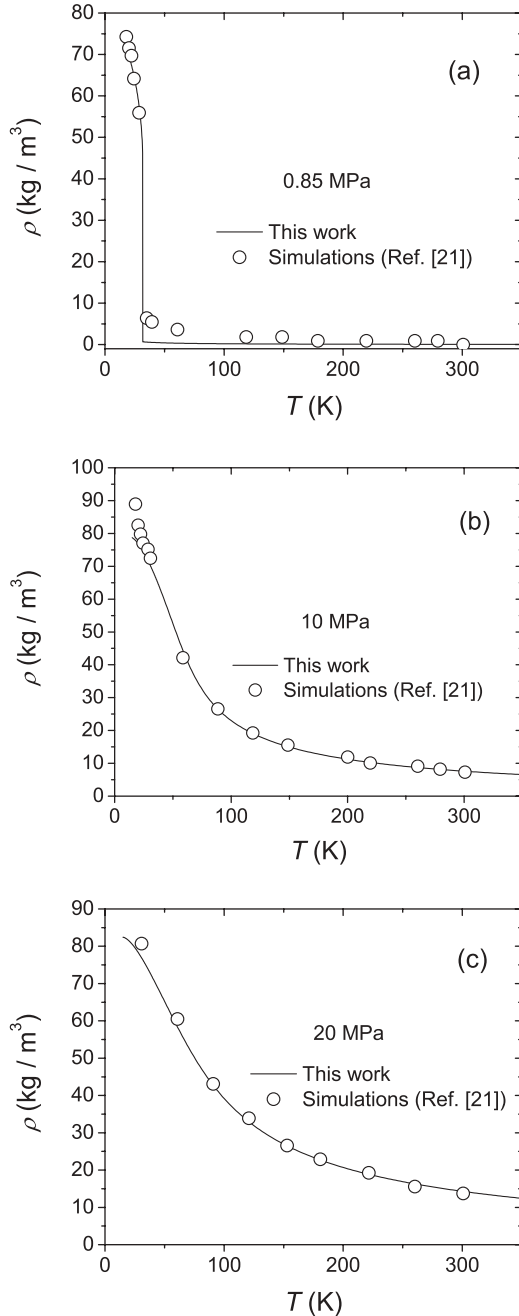 80
70
60
50
40
30
20
10
0
ρ (kg / m³)
(a)
0.85 MPa
This work
Simulations (Ref. [21])
0 100 200 300
T (K)
100
90
80
70
60
50
40
30
20
10
0
ρ (kg / m³)
(b)
10 MPa
This work
Simulations (Ref. [21])
0 100 200 300
T (K)
90
80
70
60
50
40
30
20
10
0
ρ (kg / m³)
(c)
20 MPa
This work
Simulations (Ref. [21])
0 100 200 300
T (K)